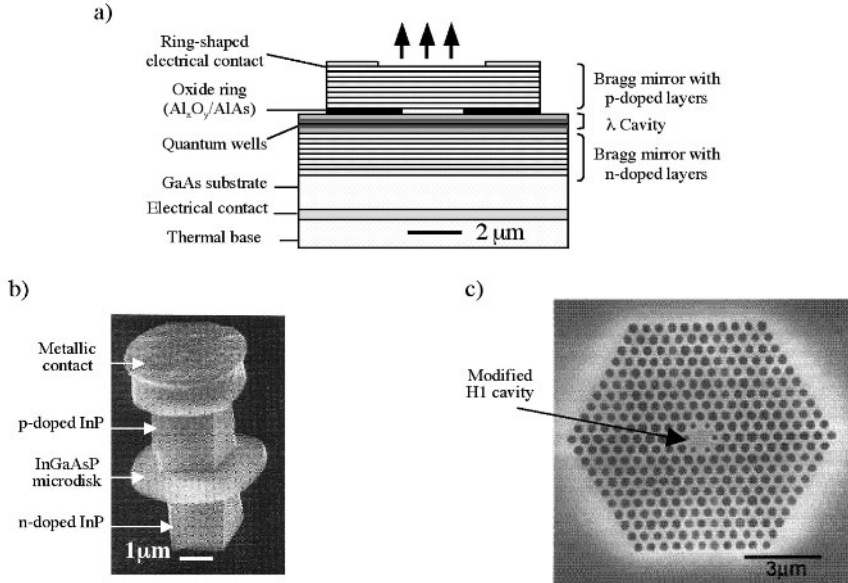 a)
Ring-shaped
electrical contact
Oxide ring
(AlₓOᵧ/AlAs)
Quantum wells
GaAs substrate
Electrical contact
Thermal base
Bragg mirror with
p-doped layers
λ Cavity
Bragg mirror with
n-doped layers
2 μm
b)
Metallic
contact
p-doped InP
InGaAsP
microdisk
n-doped InP
1μm
c)
Modified
H1 cavity
3μm